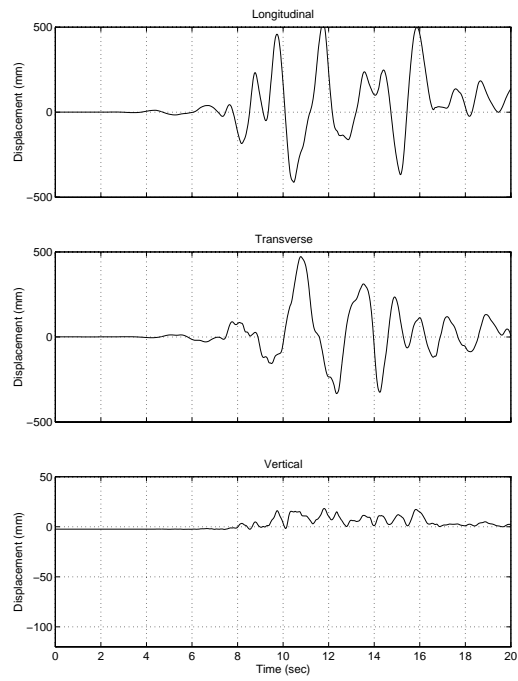 Longitudinal
500
0
−500
Displacement (mm)
Transverse
500
0
−500
Displacement (mm)
Vertical
50
0
−50
−100
Displacement (mm)
0 2 4 6 8 10 12 14 16 18 20
Time (sec)